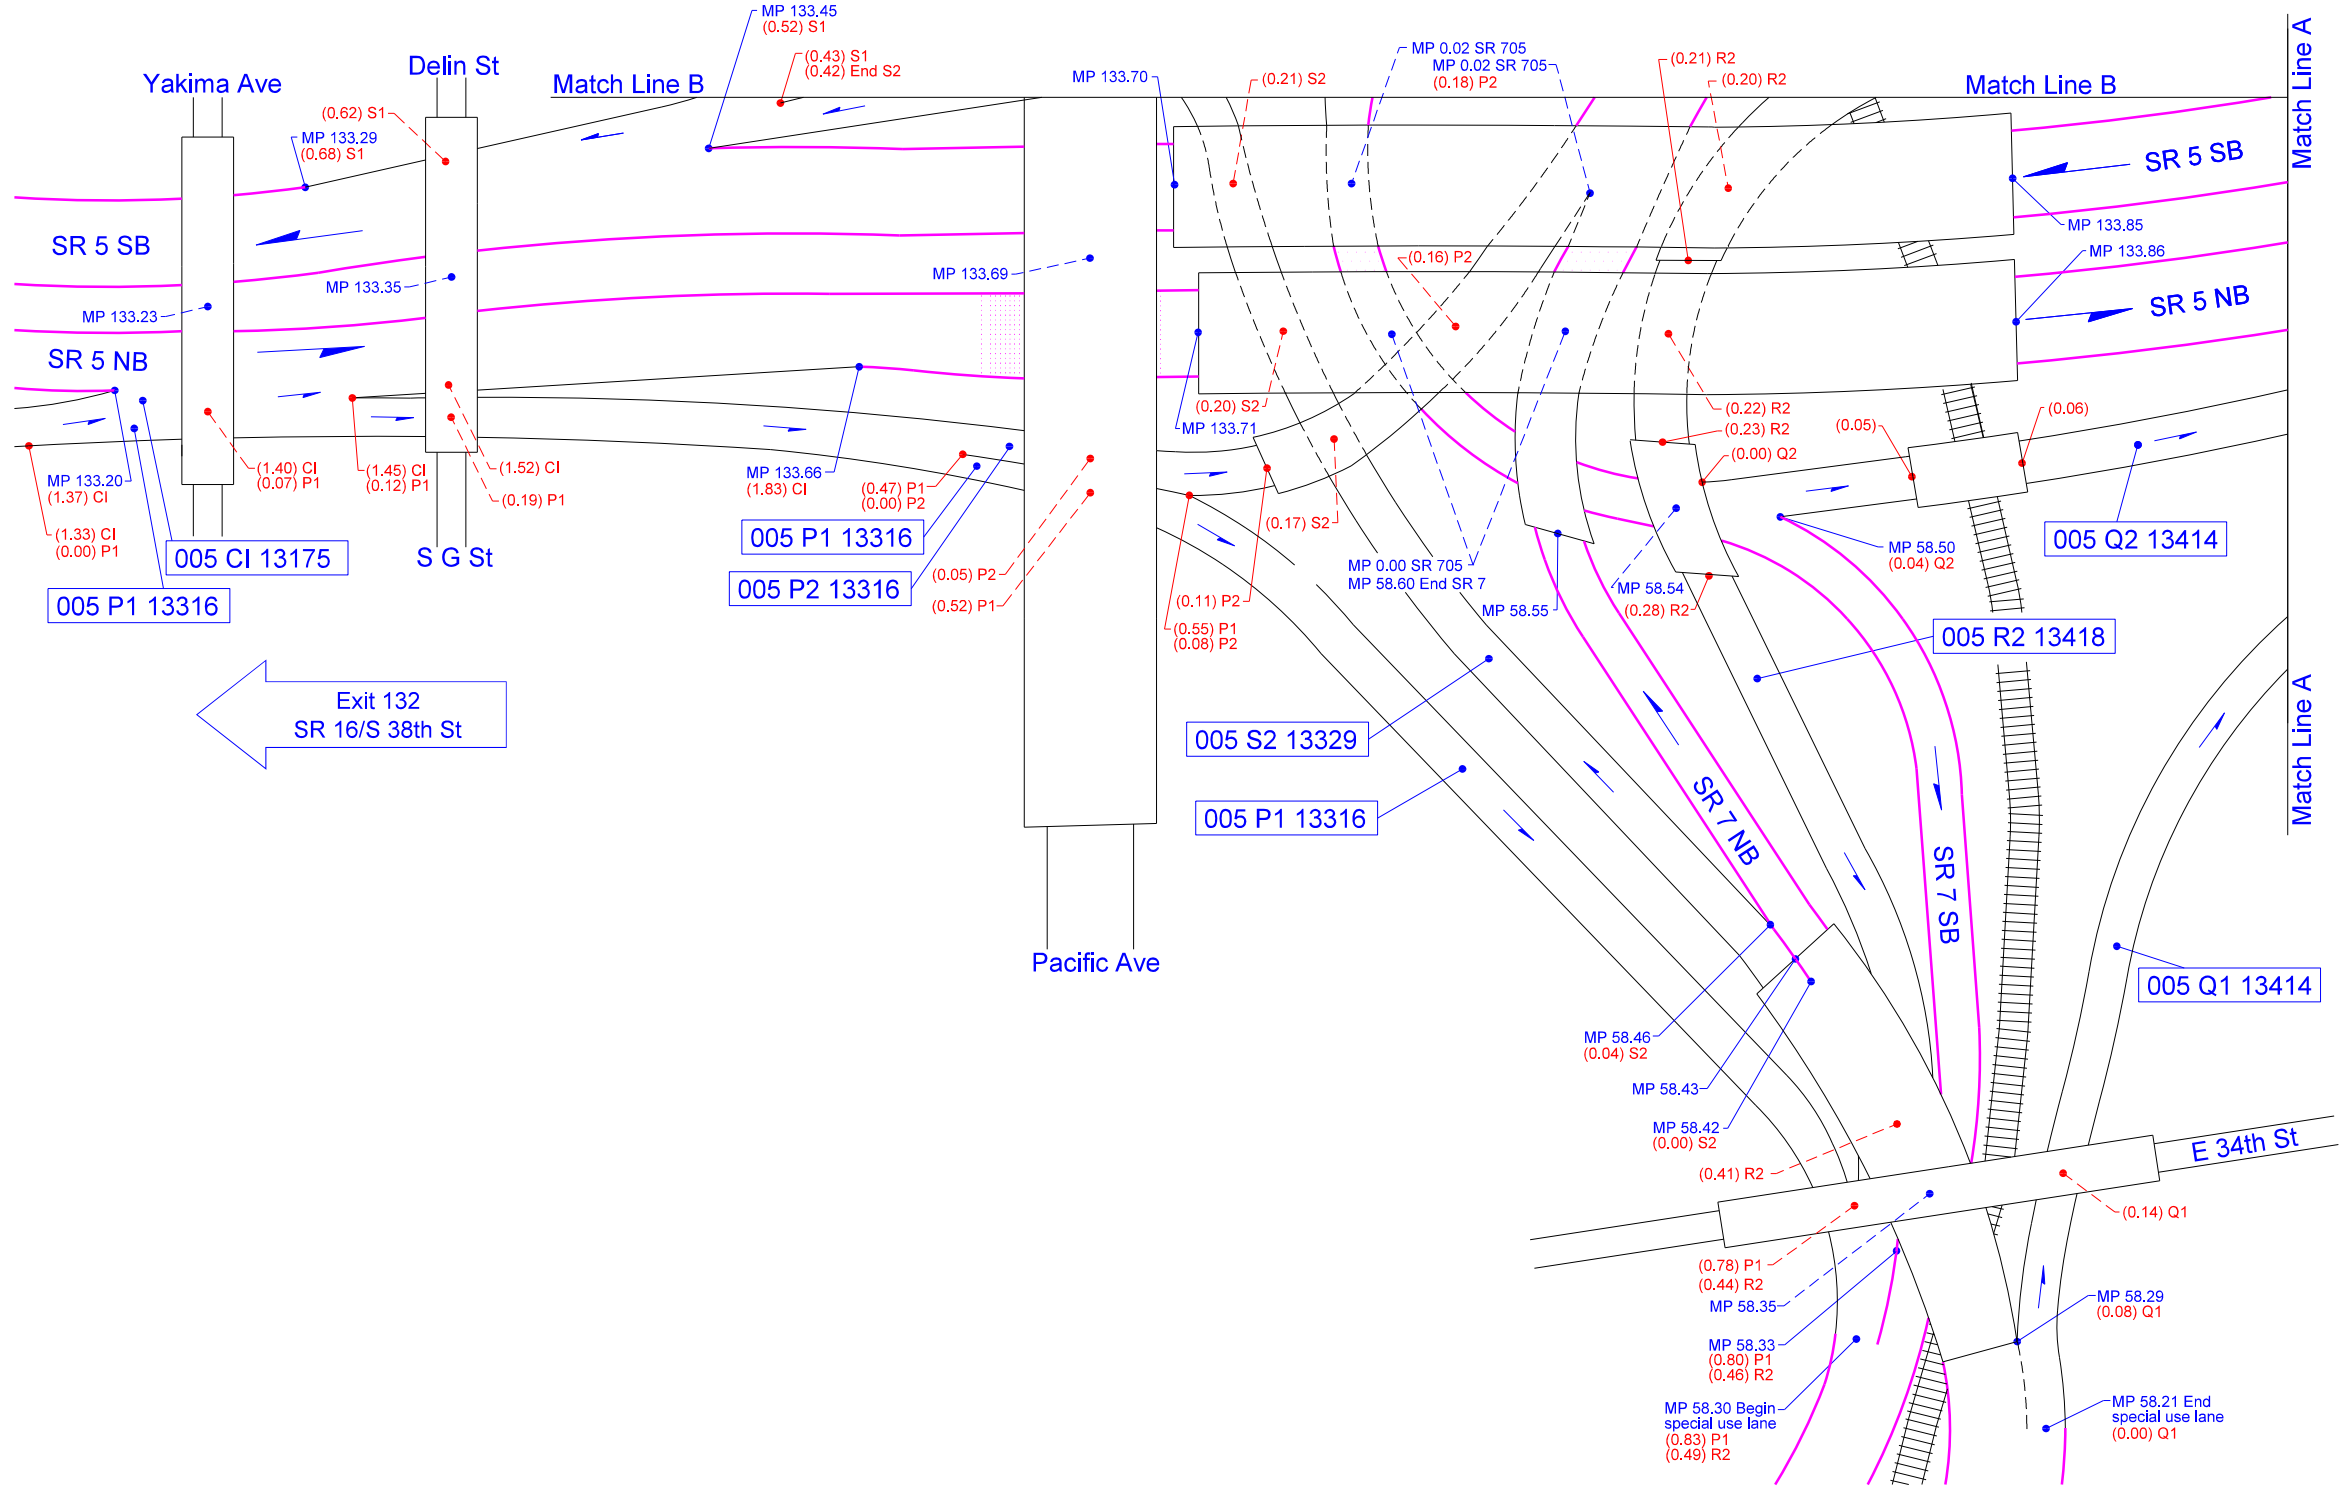 MP 133.45
(0.52) S1
(0.43) S1
(0.42) End S2
Yakima Ave
Delin St
Match Line B
MP 133.70
(0.21) S2
MP 0.02 SR 705
MP 0.02 SR 705
(0.18) P2
(0.21) R2
(0.20) R2
Match Line B
Match Line A
(0.62) S1
MP 133.29
(0.68) S1
SR 5 SB
SR 5 SB
MP 133.85
MP 133.86
SR 5 NB
MP 133.23
MP 133.35
MP 133.69
(0.16) P2
SR 5 NB
MP 133.20
(1.37) CI
(1.33) CI
(0.00) P1
(1.40) CI
(0.07) P1
(1.45) CI
(0.12) P1
(1.52) CI
(0.19) P1
MP 133.66
(1.83) CI
(0.47) P1
(0.00) P2
(0.20) S2
MP 133.71
(0.22) R2
(0.23) R2
(0.00) Q2
(0.05)
(0.06)
005 CI 13175
S G St
005 P1 13316
005 P1 13316
005 P2 13316
(0.05) P2
(0.52) P1
(0.17) S2
(0.11) P2
(0.55) P1
(0.08) P2
MP 0.00 SR 705
MP 58.60 End SR 7
MP 58.55
MP 58.54
(0.28) R2
MP 58.50
(0.04) Q2
005 Q2 13414
005 R2 13418
Exit 132
SR 16/S 38th St
005 S2 13329
005 P1 13316
SR 7 NB
SR 7 SB
Match Line A
Pacific Ave
005 Q1 13414
MP 58.46
(0.04) S2
MP 58.43
MP 58.42
(0.00) S2
(0.41) R2
E 34th St
(0.14) Q1
(0.78) P1
(0.44) R2
MP 58.35
MP 58.33
(0.80) P1
(0.46) R2
MP 58.29
(0.08) Q1
MP 58.30 Begin
special use lane
(0.83) P1
(0.49) R2
MP 58.21 End
special use lane
(0.00) Q1